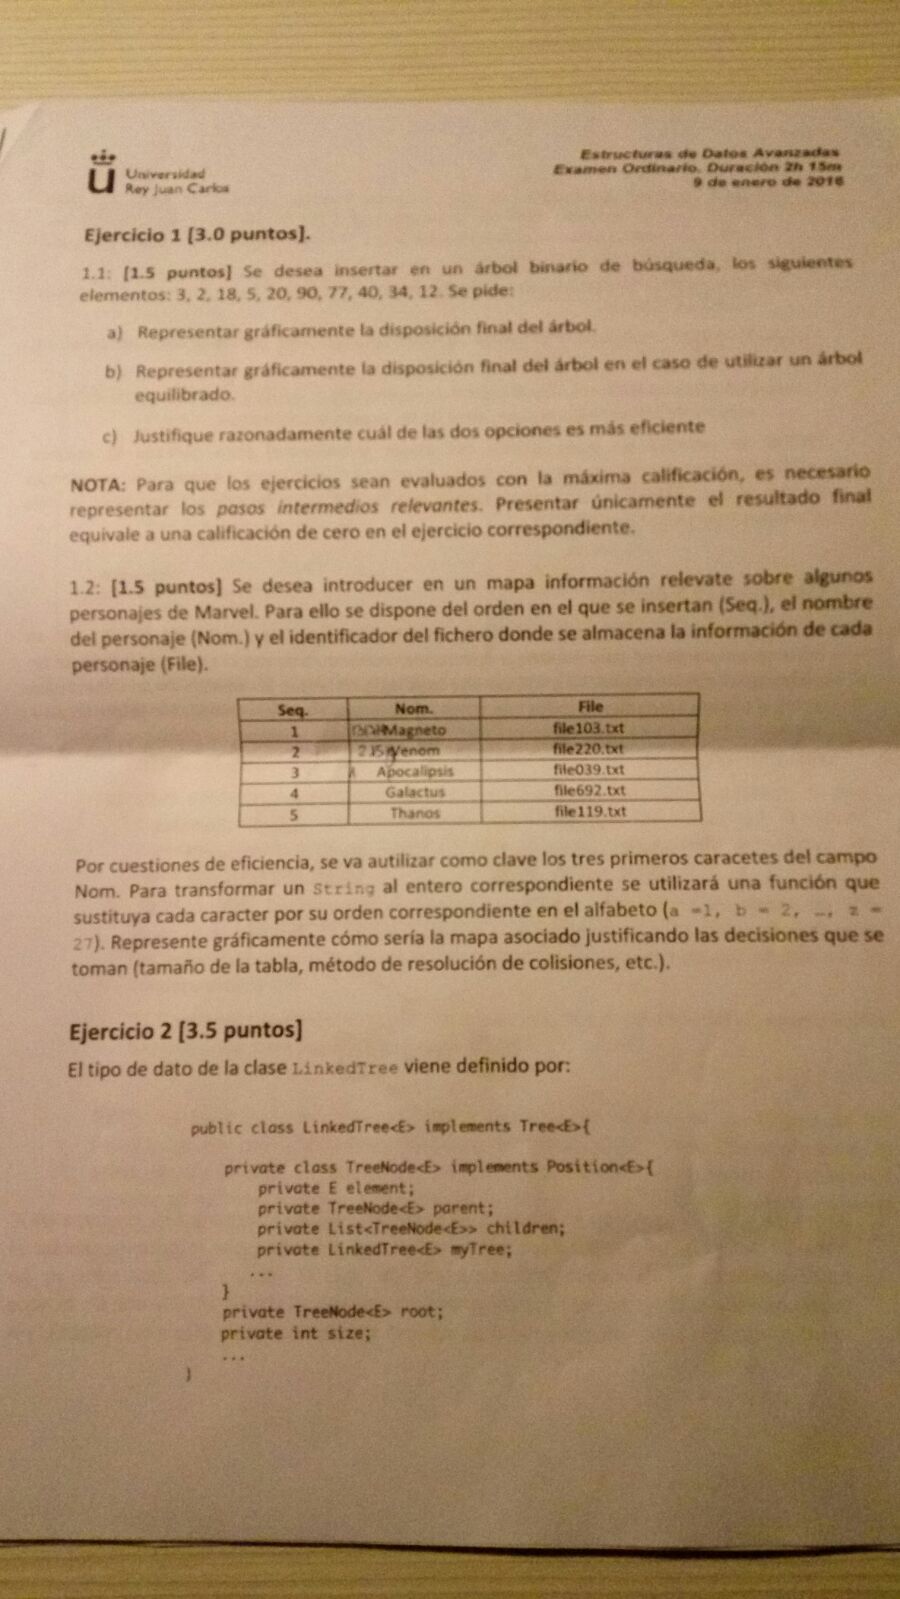 Universidad
Rey Juan Carlos
Estructuras de Datos Avanzadas
Examen Ordinario. Duración 2h 15m
9 de enero de 2016
Ejercicio 1 [3.0 puntos].
1.1: [1.5 puntos] Se desea insertar en un árbol binario de búsqueda, los siguientes
elementos: 3, 2, 18, 5, 20, 90, 77, 40, 34, 12. Se pide:
a) Representar gráficamente la disposición final del árbol.
b) Representar gráficamente la disposición final del árbol en el caso de utilizar un árbol
equilibrado.
c) Justifique razonadamente cuál de las dos opciones es más eficiente
NOTA: Para que los ejercicios sean evaluados con la máxima calificación, es necesario
representar los pasos intermedios relevantes. Presentar únicamente el resultado final
equivale a una calificación de cero en el ejercicio correspondiente.
1.2: [1.5 puntos] Se desea introducer en un mapa información relevate sobre algunos
personajes de Marvel. Para ello se dispone del orden en el que se insertan (Seq.), el nombre
del personaje (Nom.) y el identificador del fichero donde se almacena la información de cada
personaje (File).
Seq. Nom. File
1 Magneto file103.txt
2 Venom file220.txt
3 Apocalipsis file039.txt
4 Galactus file692.txt
5 Thanos file119.txt
Por cuestiones de eficiencia, se va autilizar como clave los tres primeros caracetes del campo
Nom. Para transformar un String al entero correspondiente se utilizará una función que
sustituya cada caracter por su orden correspondiente en el alfabeto (a =1, b = 2, …, z =
27). Represente gráficamente cómo sería la mapa asociado justificando las decisiones que se
toman (tamaño de la tabla, método de resolución de colisiones, etc.).
Ejercicio 2 [3.5 puntos]
El tipo de dato de la clase LinkedTree viene definido por:
public class LinkedTree<E> implements Tree<E>{
private class TreeNode<E> implements Position<E>{
private E element;
private TreeNode<E> parent;
private List<TreeNode<E>> children;
private LinkedTree<E> myTree;
...
}
private TreeNode<E> root;
private int size;
...
}